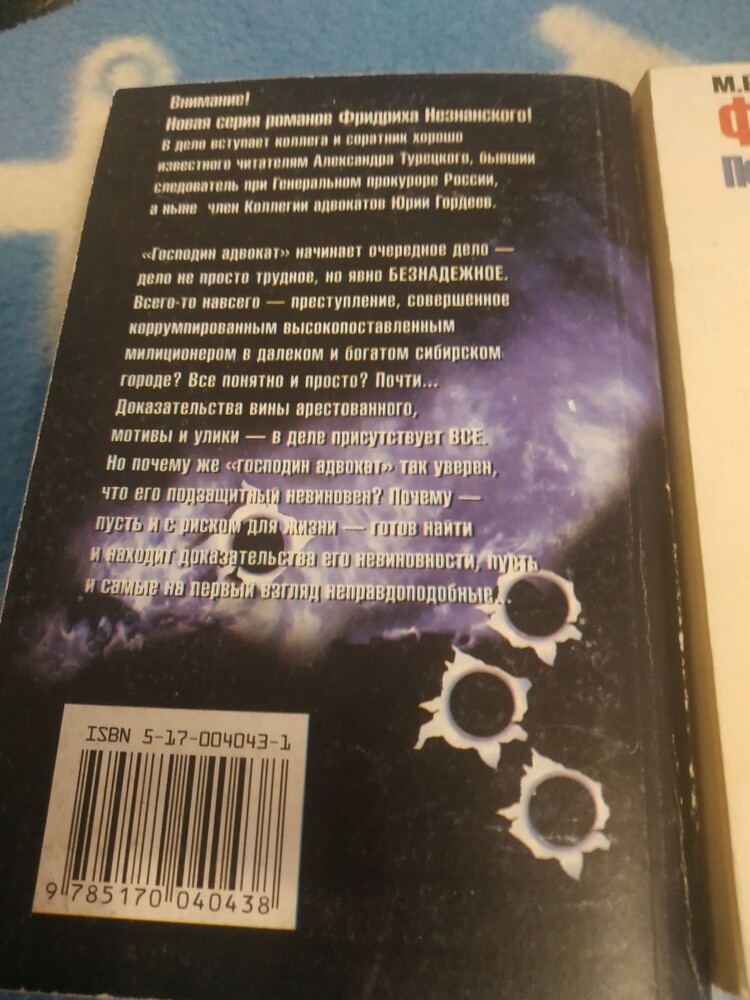 Внимание!
Новая серия романов Фридриха Незнанского!
В дело вступает коллега и соратник хорошо
известного читателям Александра Турецкого, бывший
следователь при Генеральном прокуроре России,
а ныне член Коллегии адвокатов Юрий Гордеев.
«Господин адвокат» начинает очередное дело —
дело не просто трудное, но явно БЕЗНАДЕЖНОЕ.
Всего-то навсего — преступление, совершенное
коррумпированным высокопоставленным
милиционером в далеком и богатом сибирском
городе? Все понятно и просто? Почти...
Доказательства вины арестованного,
мотивы и улики — в деле присутствует ВСЕ.
Но почему же «господин адвокат» так уверен,
что его подзащитный невиновен? Почему —
пусть и с риском для жизни — готов найти
и находит доказательства его невиновности, пусть
и самые на первый взгляд неправдоподобные...
ISBN 5-17-004043-1
9 785170 040438
М.